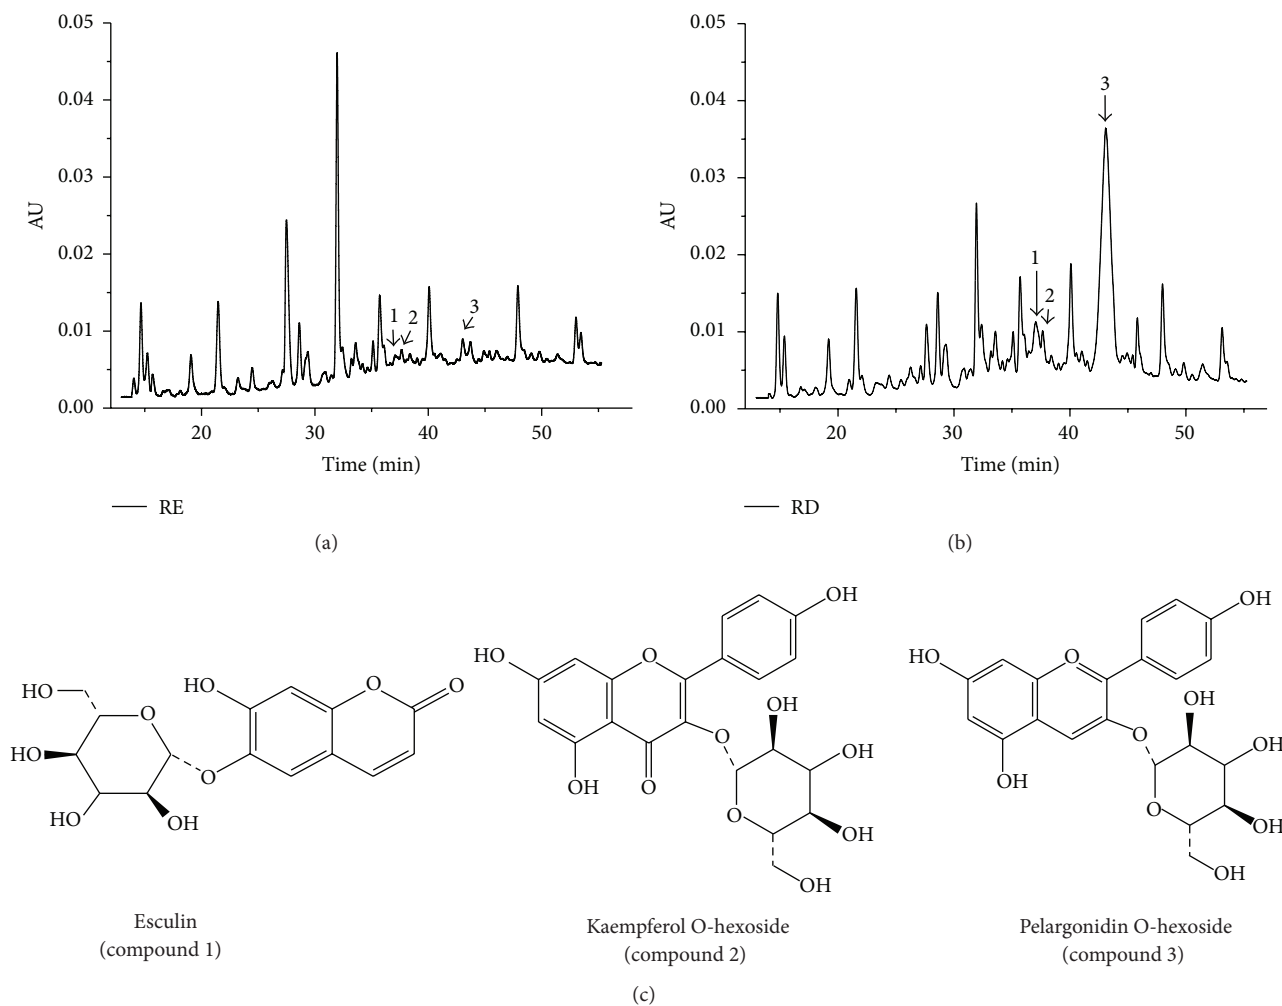 0.05
0.04
0.03
0.02
0.01
0.00
AU
1
2
3
20
30
40
50
Time (min)
RE
(a)
0.05
0.04
0.03
0.02
0.01
0.00
AU
1
2
3
20
30
40
50
Time (min)
RD
(b)
HO
O
HO
HO
OH
O
HO
O
O
Esculin
(compound 1)
OH
HO
O
OH
O
O
OH
OH
O
OH
OH
Kaempferol O-hexoside
(compound 2)
OH
HO
O
OH
O
OH
OH
O
OH
OH
Pelargonidin O-hexoside
(compound 3)
(c)